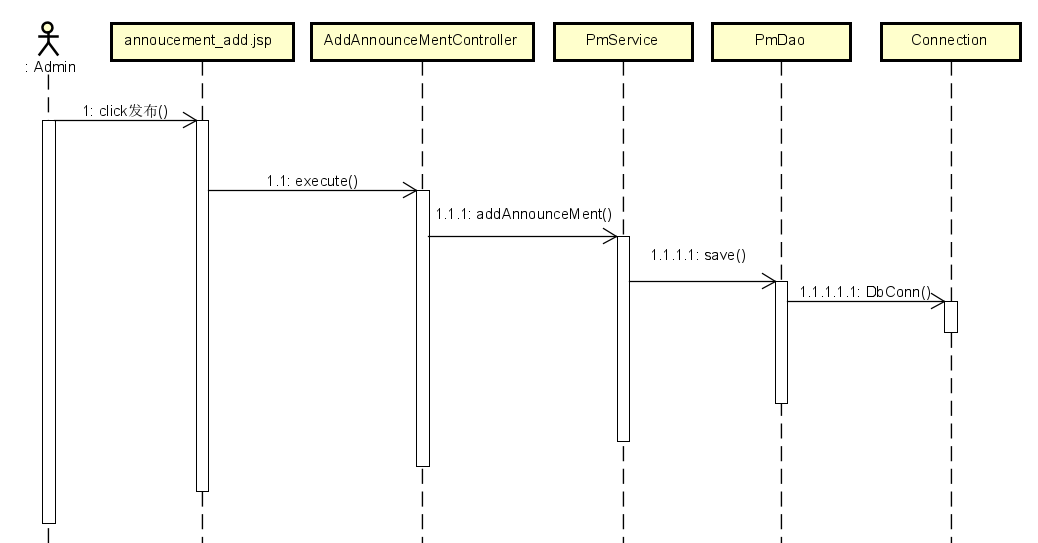 annoucement_add.jsp
AddAnnounceMentController
PmService
PmDao
Connection
: Admin
1: click发布()
1.1: execute()
1.1.1: addAnnounceMent()
1.1.1.1: save()
1.1.1.1.1: DbConn()